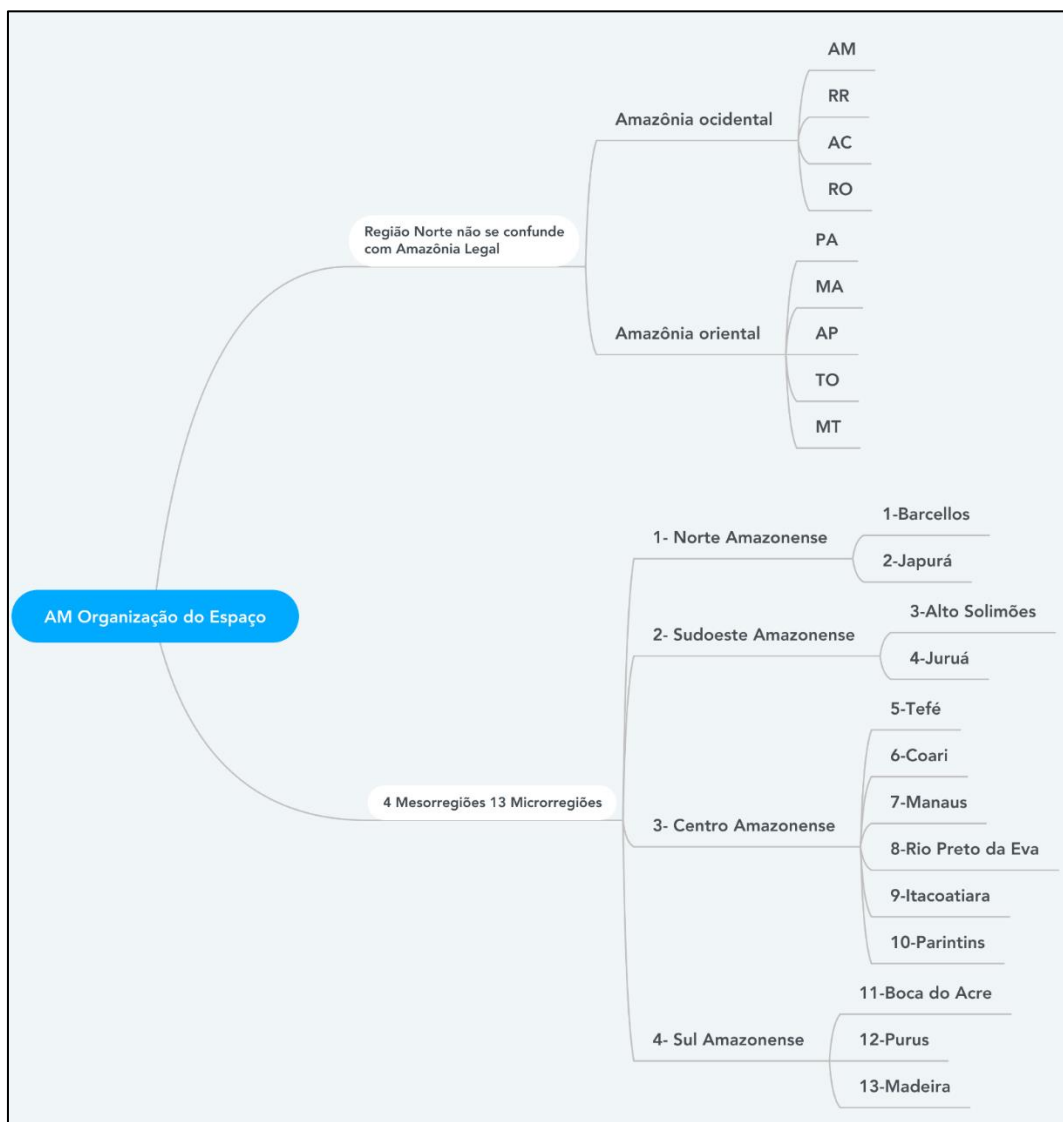 AM Organização do Espaço
Região Norte não se confunde
com Amazônia Legal
Amazônia ocidental
AM
RR
AC
RO
Amazônia oriental
PA
MA
AP
TO
MT
4 Mesorregiões 13 Microrregiões
1- Norte Amazonense
1-Barcellos
2-Japurá
2- Sudoeste Amazonense
3-Alto Solimões
4-Juruá
3- Centro Amazonense
5-Tefé
6-Coari
7-Manaus
8-Rio Preto da Eva
9-Itacoatiara
10-Parintins
4- Sul Amazonense
11-Boca do Acre
12-Purus
13-Madeira